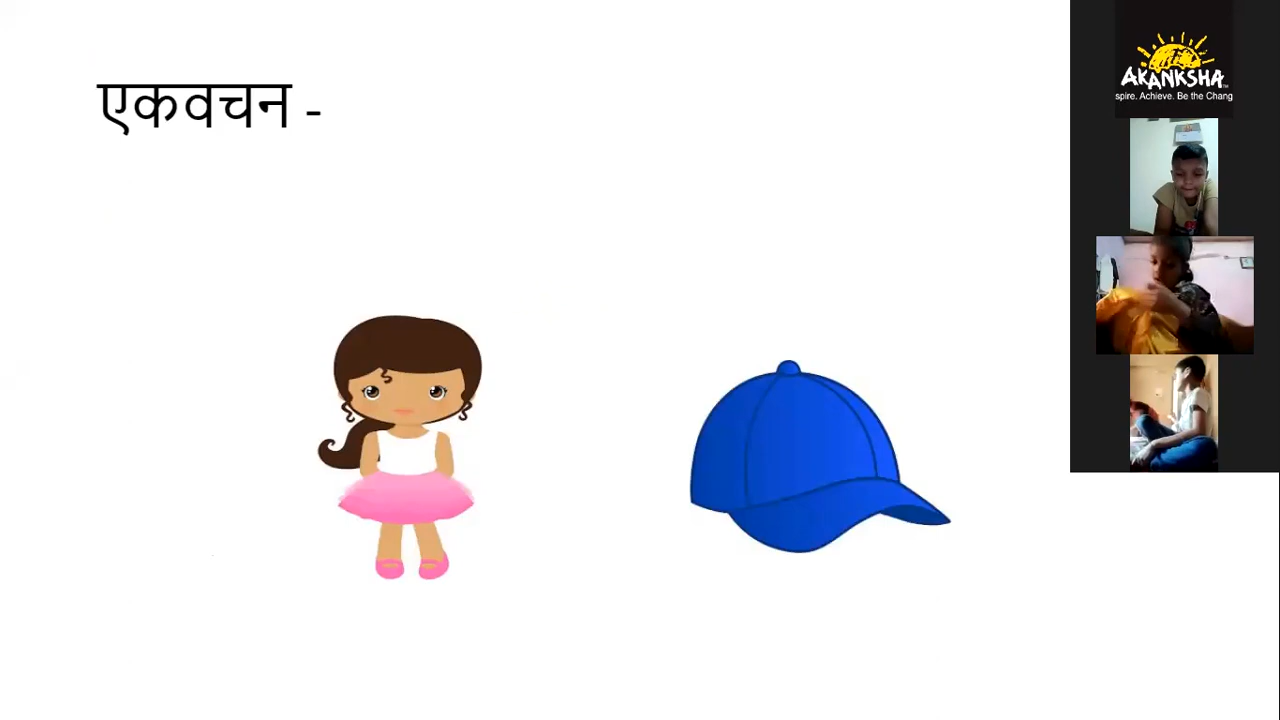 एकवचन -
AKANKSHA
spire. Achieve. Be the Chang